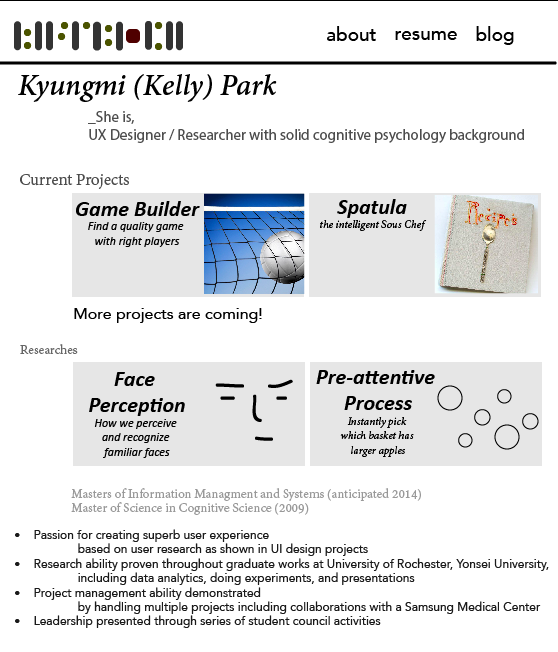 about resume blog
Kyungmi (Kelly) Park
_She is,
UX Designer / Researcher with solid cognitive psychology background
Current Projects
Game Builder
Find a quality game
with right players
Spatula
the intelligent Sous Chef
Recipes
More projects are coming!
Researches
Face
Perception
How we perceive
and recognize
familiar faces
Pre-attentive
Process
Instantly pick
which basket has
larger apples
Masters of Information Managment and Systems (anticipated 2014)
Master of Science in Cognitive Science (2009)
• Passion for creating superb user experience
based on user research as shown in UI design projects
• Research ability proven throughout graduate works at University of Rochester, Yonsei University,
including data analytics, doing experiments, and presentations
• Project management ability demonstrated
by handling multiple projects including collaborations with a Samsung Medical Center
• Leadership presented through series of student council activities